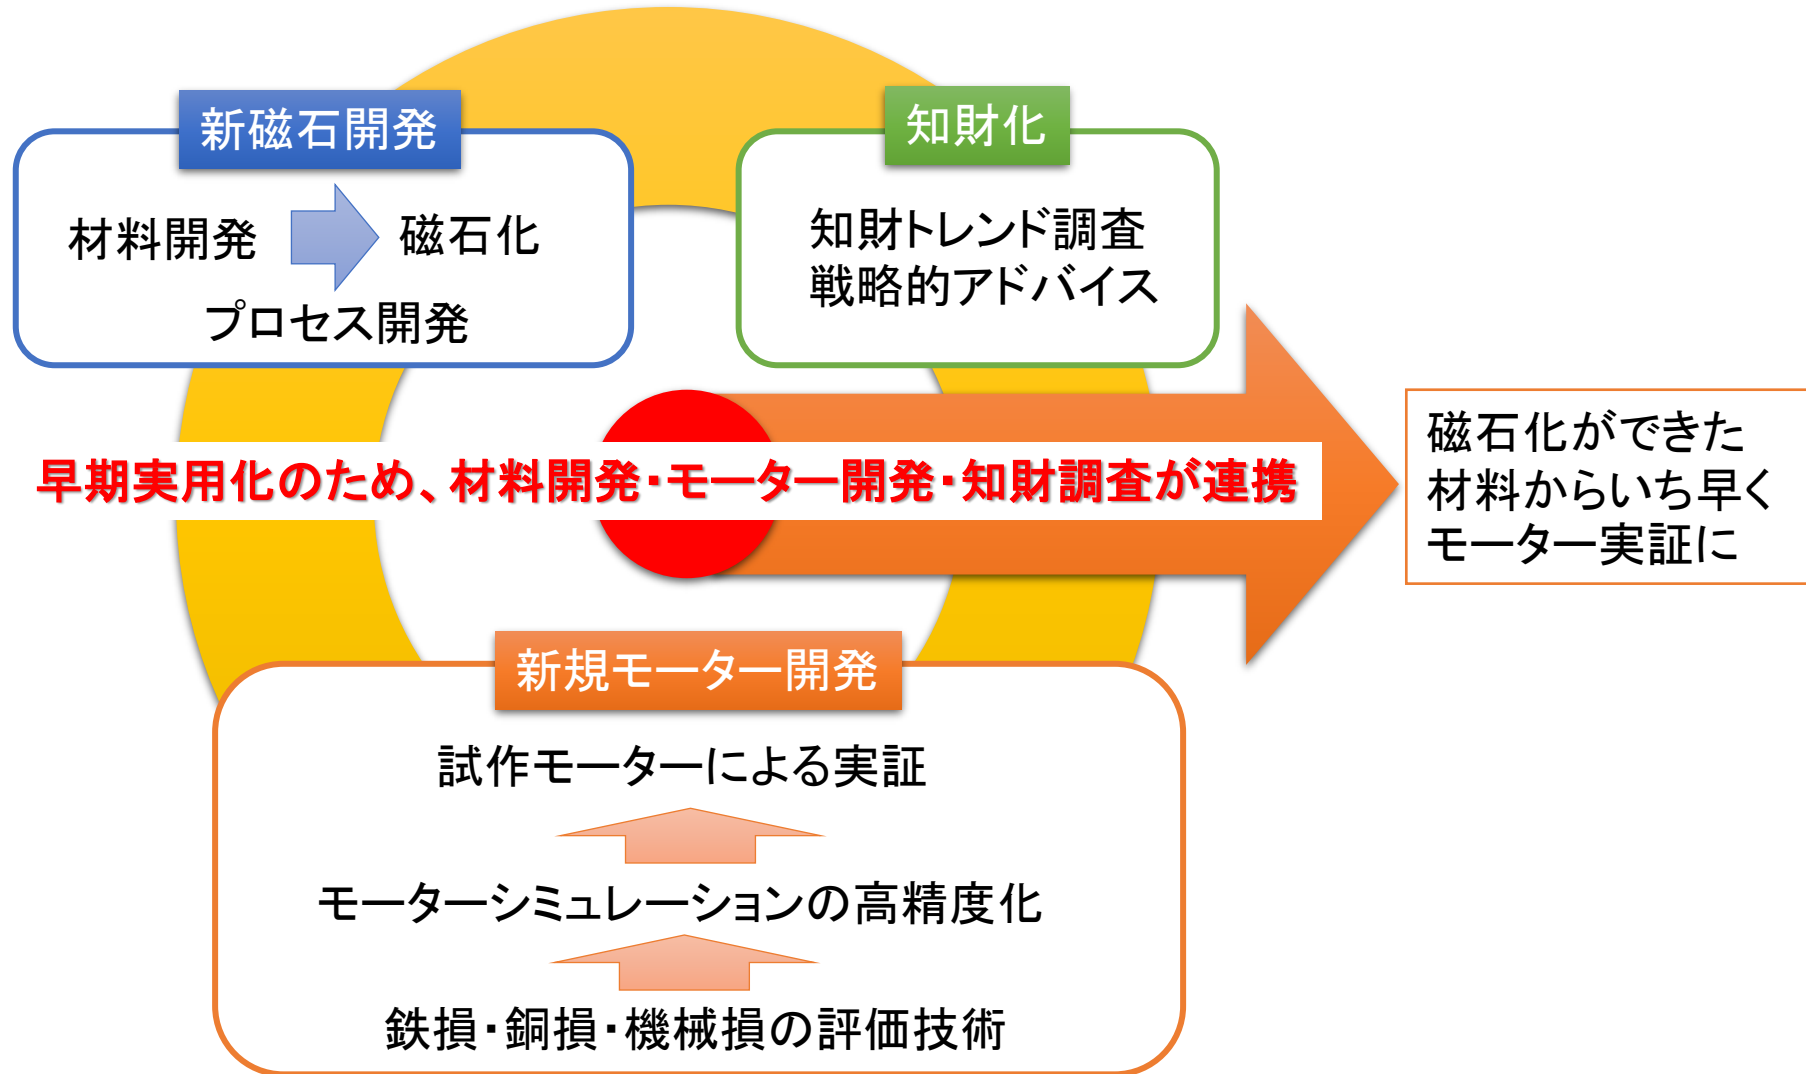 新磁石開発
材料開発
磁石化
プロセス開発
知財化
知財トレンド調査
戦略的アドバイス
早期実用化のため、材料開発・モーター開発・知財調査が連携
磁石化ができた
材料からいち早く
モーター実証に
新規モーター開発
試作モーターによる実証
モーターシミュレーションの高精度化
鉄損・銅損・機械損の評価技術